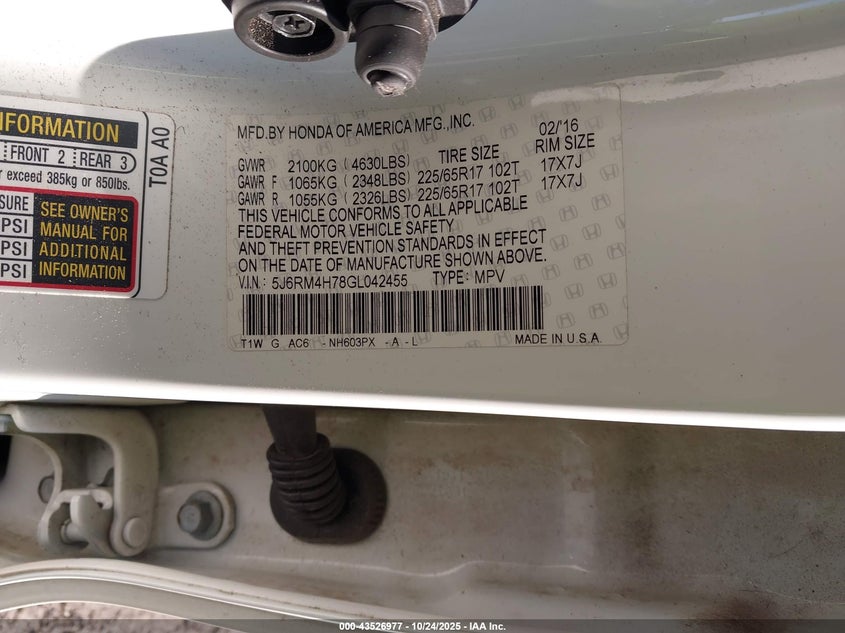 NFORMATION
FRONT 2 REAR 3
r exceed 385kg or 850lbs.
SURE
PSI
PSI
PSI
SEE OWNER'S
MANUAL FOR
ADDITIONAL
INFORMATION
T0A A0
MFD.BY HONDA OF AMERICA MFG.,INC. 02/16
TIRE SIZE RIM SIZE
GVWR 2100KG (4630LBS)
GAWR F 1065KG (2348LBS) 225/65R17 102T 17X7J
GAWR R 1055KG (2326LBS) 225/65R17 102T 17X7J
THIS VEHICLE CONFORMS TO ALL APPLICABLE
FEDERAL MOTOR VEHICLE SAFETY
AND THEFT PREVENTION STANDARDS IN EFFECT
ON THE DATE OF MANUFACTURE SHOWN ABOVE.
V.I.N.: 5J6RM4H78GL042455 TYPE: MPV
T1W G AC6 - NH603PX - A - L MADE IN U.S.A.
000-43526977 - 10/24/2025 - IAA Inc.